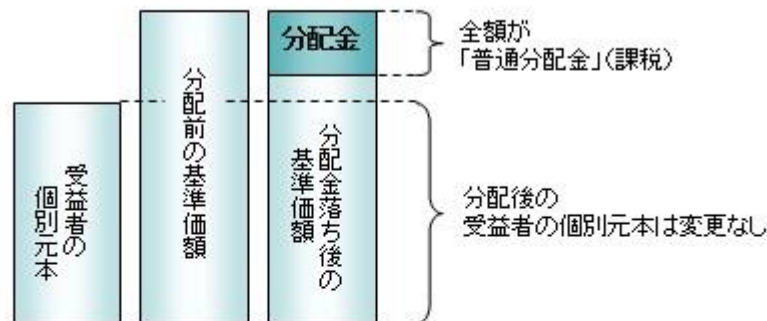 受益者の
個別元本
分配前の基準価額
分配金
分配金落ち後の
基準価額
全額が
「普通分配金」(課税)
分配後の
受益者の個別元本は変更なし